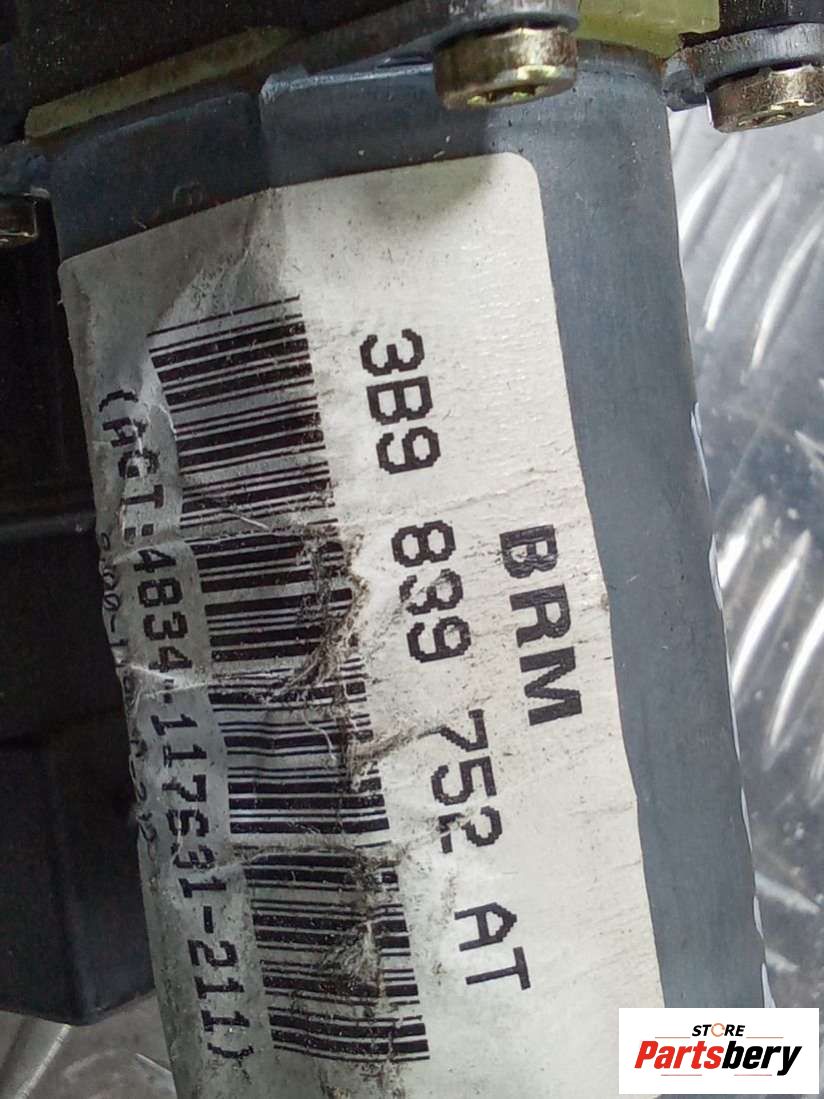 BRM
3B9 839 752 AT
(ACT:4834-117631-211)
STORE
Partsbery